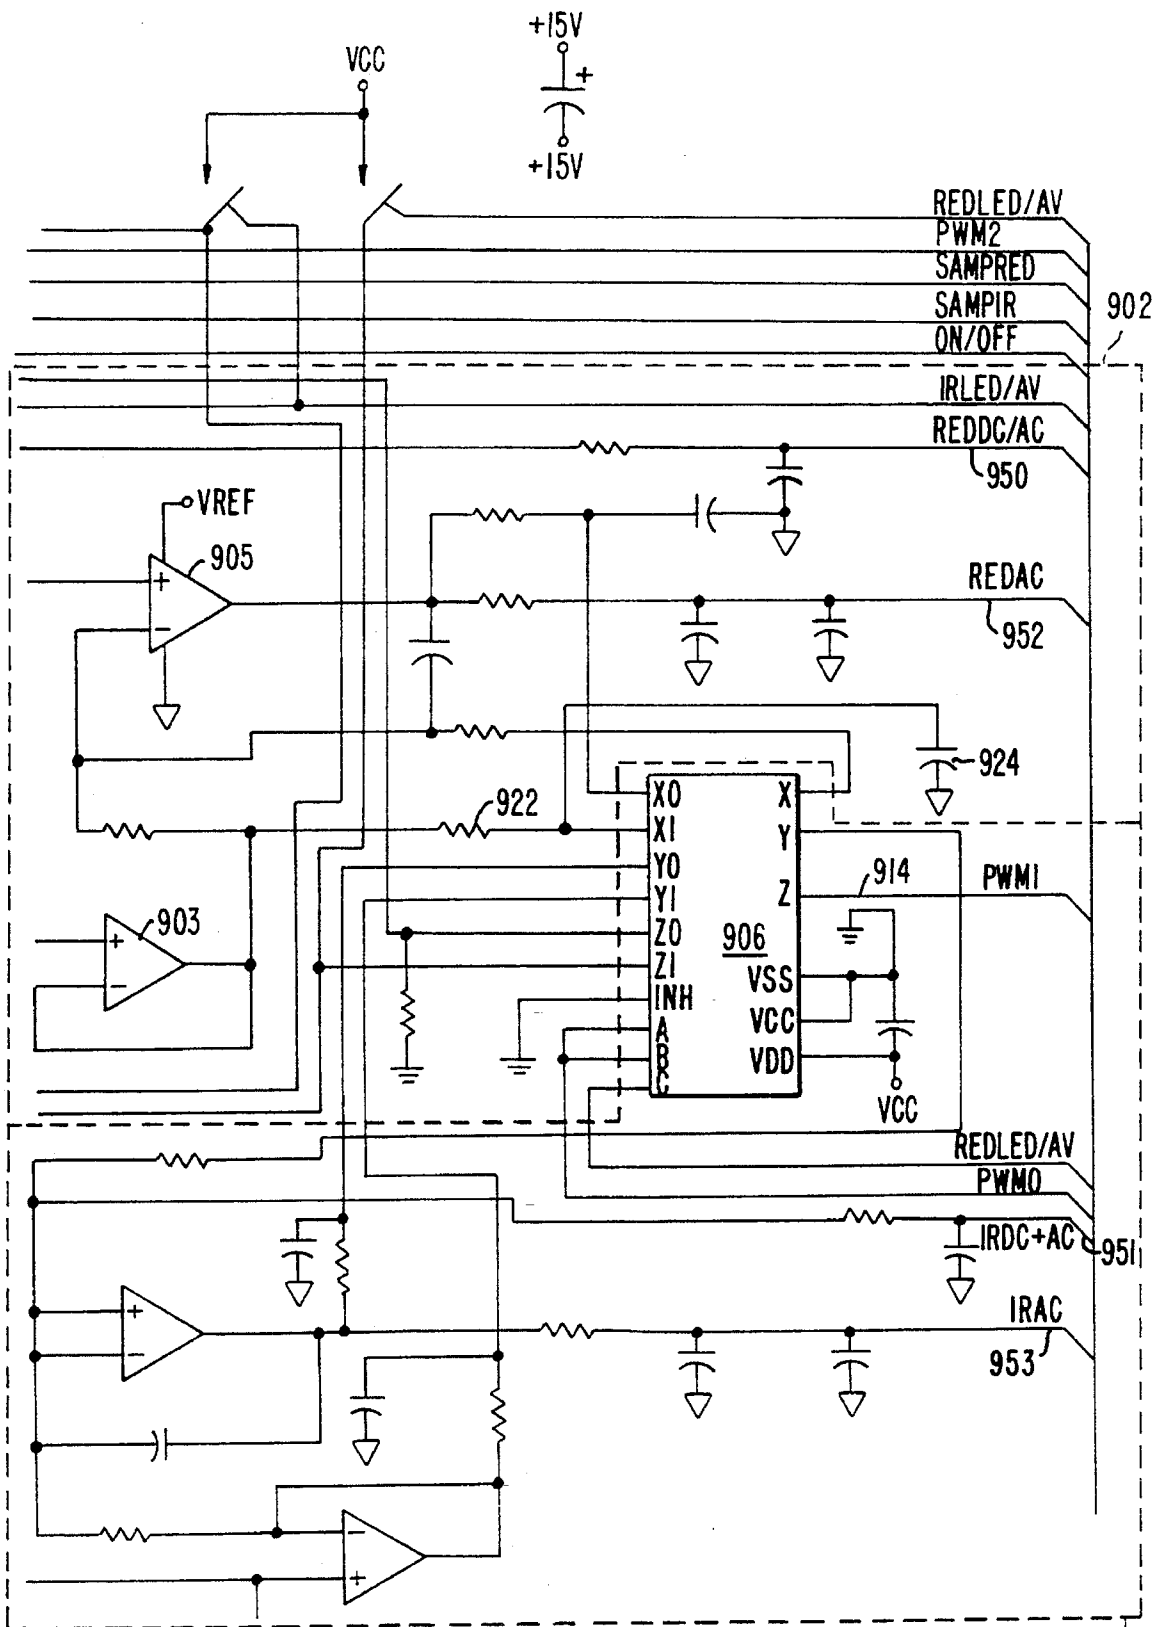 +15V
VCC
+
+15V
REDLED/AV
PWM2
SAMPRED
SAMPIR
902
ON/OFF
IRLED/AV
REDDC/AC
950
VREF
905
+
−
REDAC
952
924
922
X0
X
X1
Y
Y0
914
PWM1
Y1
Z
903
+
Z0
906
−
Z1
VSS
INH
A
VCC
B
VDD
C
VCC
REDLED/AV
PWM0
IRDC+AC
951
+
−
IRAC
953
−
+